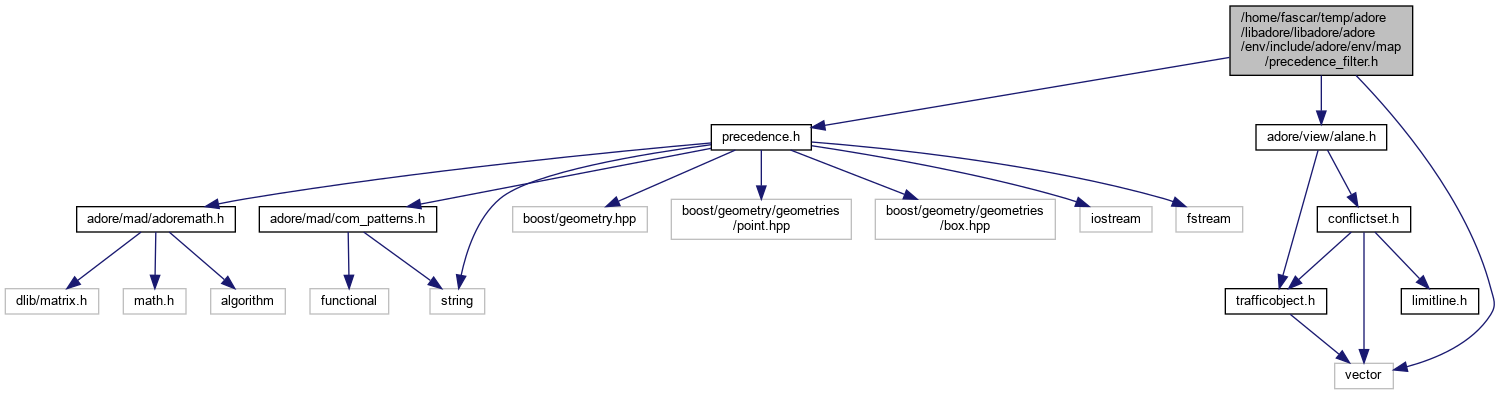 /home/fascar/temp/adore
/libadore/libadore/adore
/env/include/adore/env/map
/precedence_filter.h
precedence.h
adore/view/alane.h
adore/mad/adoremath.h
adore/mad/com_patterns.h
boost/geometry.hpp
boost/geometry/geometries
/point.hpp
boost/geometry/geometries
/box.hpp
iostream
fstream
conflictset.h
dlib/matrix.h
math.h
algorithm
functional
string
trafficobject.h
limitline.h
vector